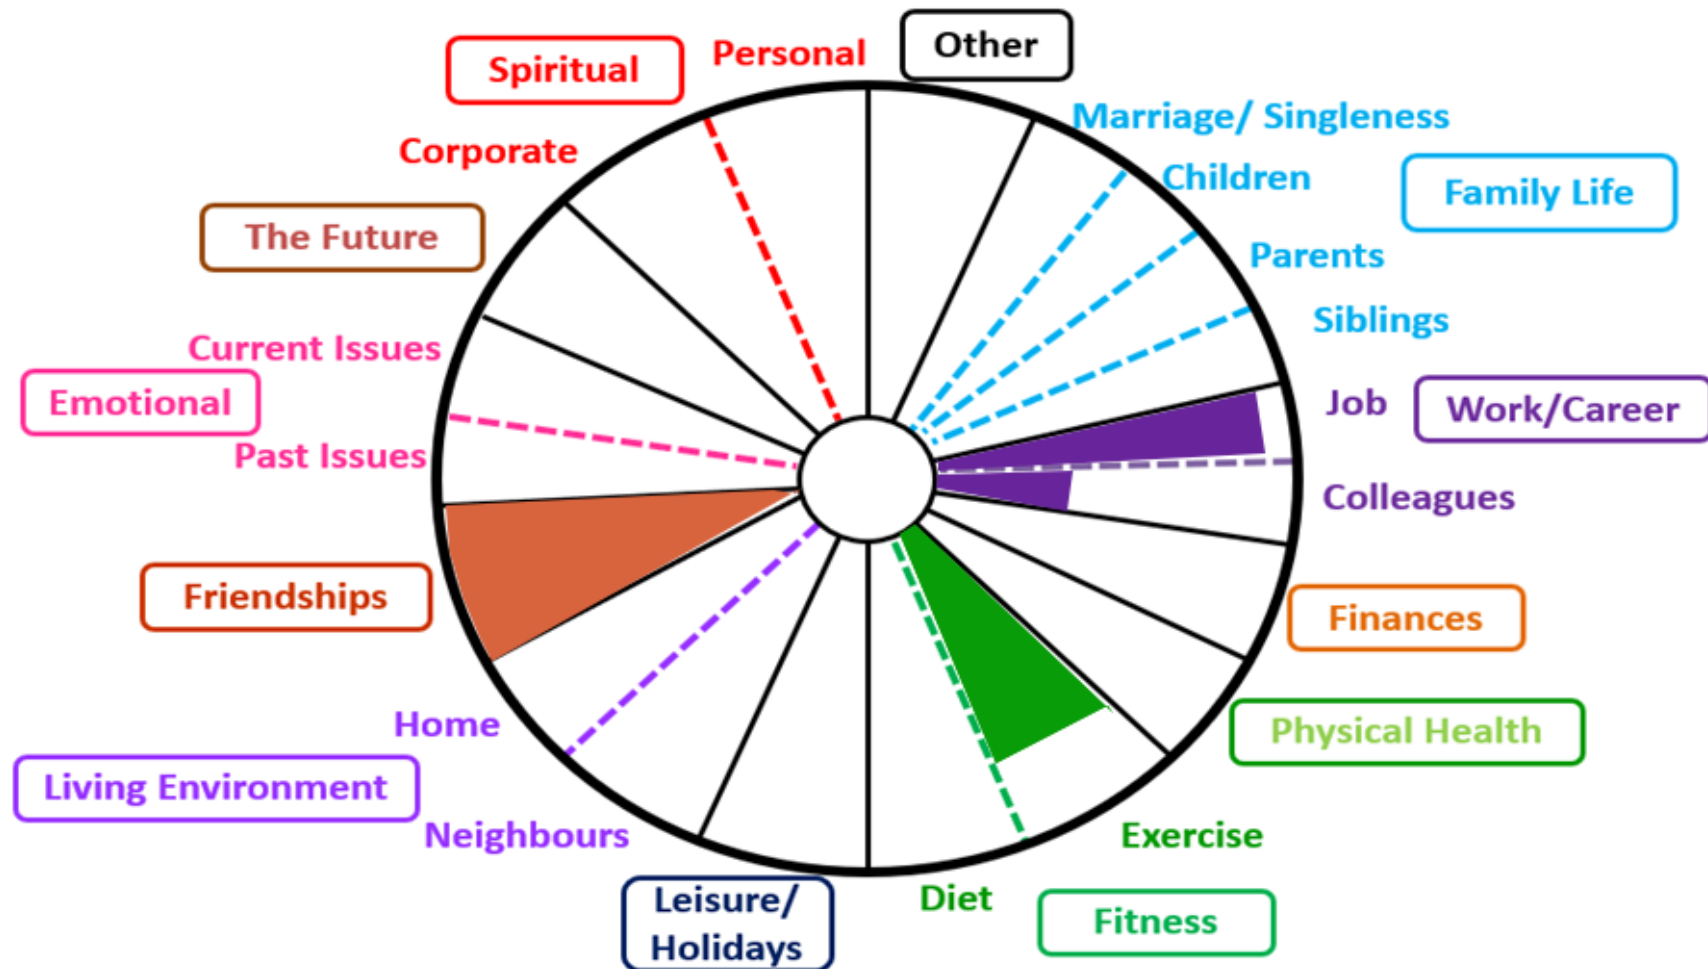 Other
Personal
Spiritual
Marriage/ Singleness
Corporate
Children
Family Life
The Future
Parents
Siblings
Current Issues
Emotional
Job
Work/Career
Past Issues
Colleagues
Friendships
Finances
Home
Physical Health
Living Environment
Neighbours
Exercise
Leisure/
Holidays
Diet
Fitness